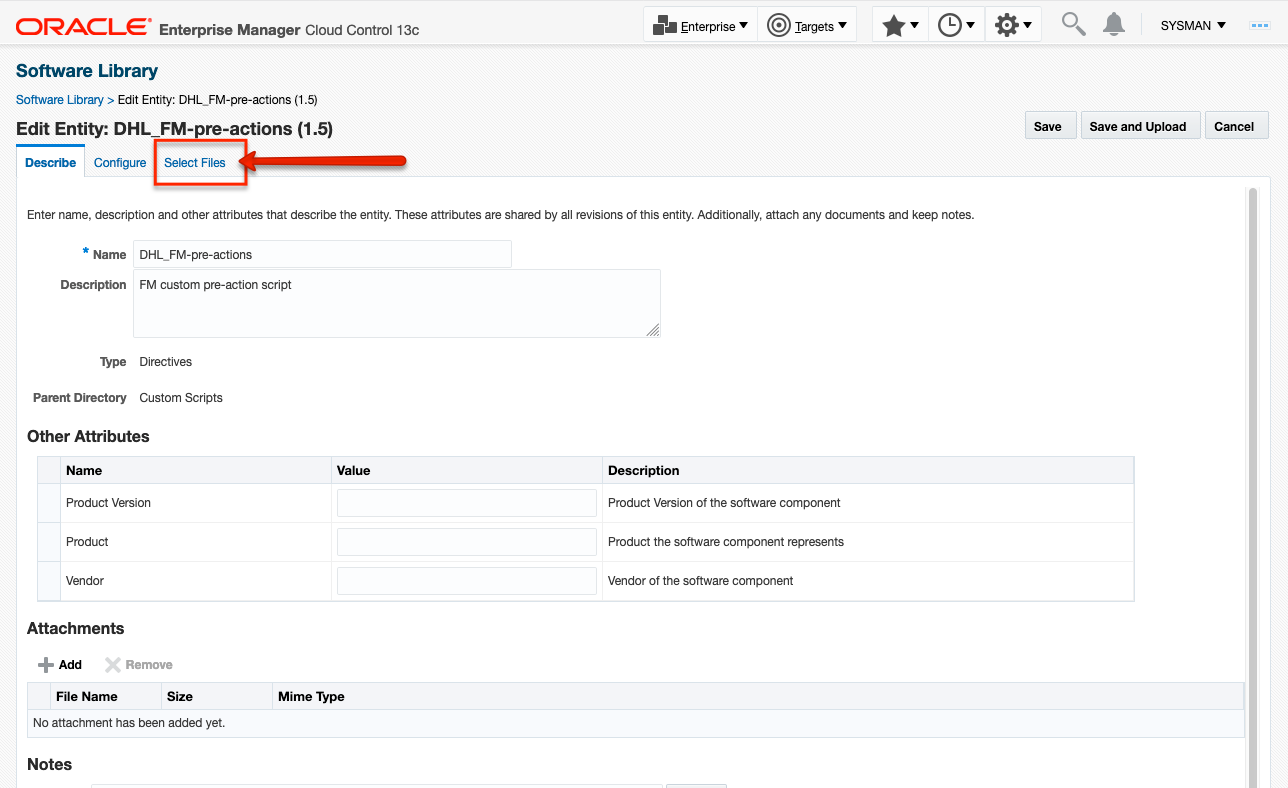 ORACLE® Enterprise Manager Cloud Control 13c Enterprise Targets SYSMAN
Software Library
Software Library > Edit Entity: DHL_FM-pre-actions (1.5)
Edit Entity: DHL_FM-pre-actions (1.5) Save Save and Upload Cancel
Describe Configure Select Files
Enter name, description and other attributes that describe the entity. These attributes are shared by all revisions of this entity. Additionally, attach any documents and keep notes.
* Name DHL_FM-pre-actions
Description FM custom pre-action script
Type Directives
Parent Directory Custom Scripts
Other Attributes
Name Value Description
Product Version Product Version of the software component
Product Product the software component represents
Vendor Vendor of the software component
Attachments
Add Remove
File Name Size Mime Type
No attachment has been added yet.
Notes